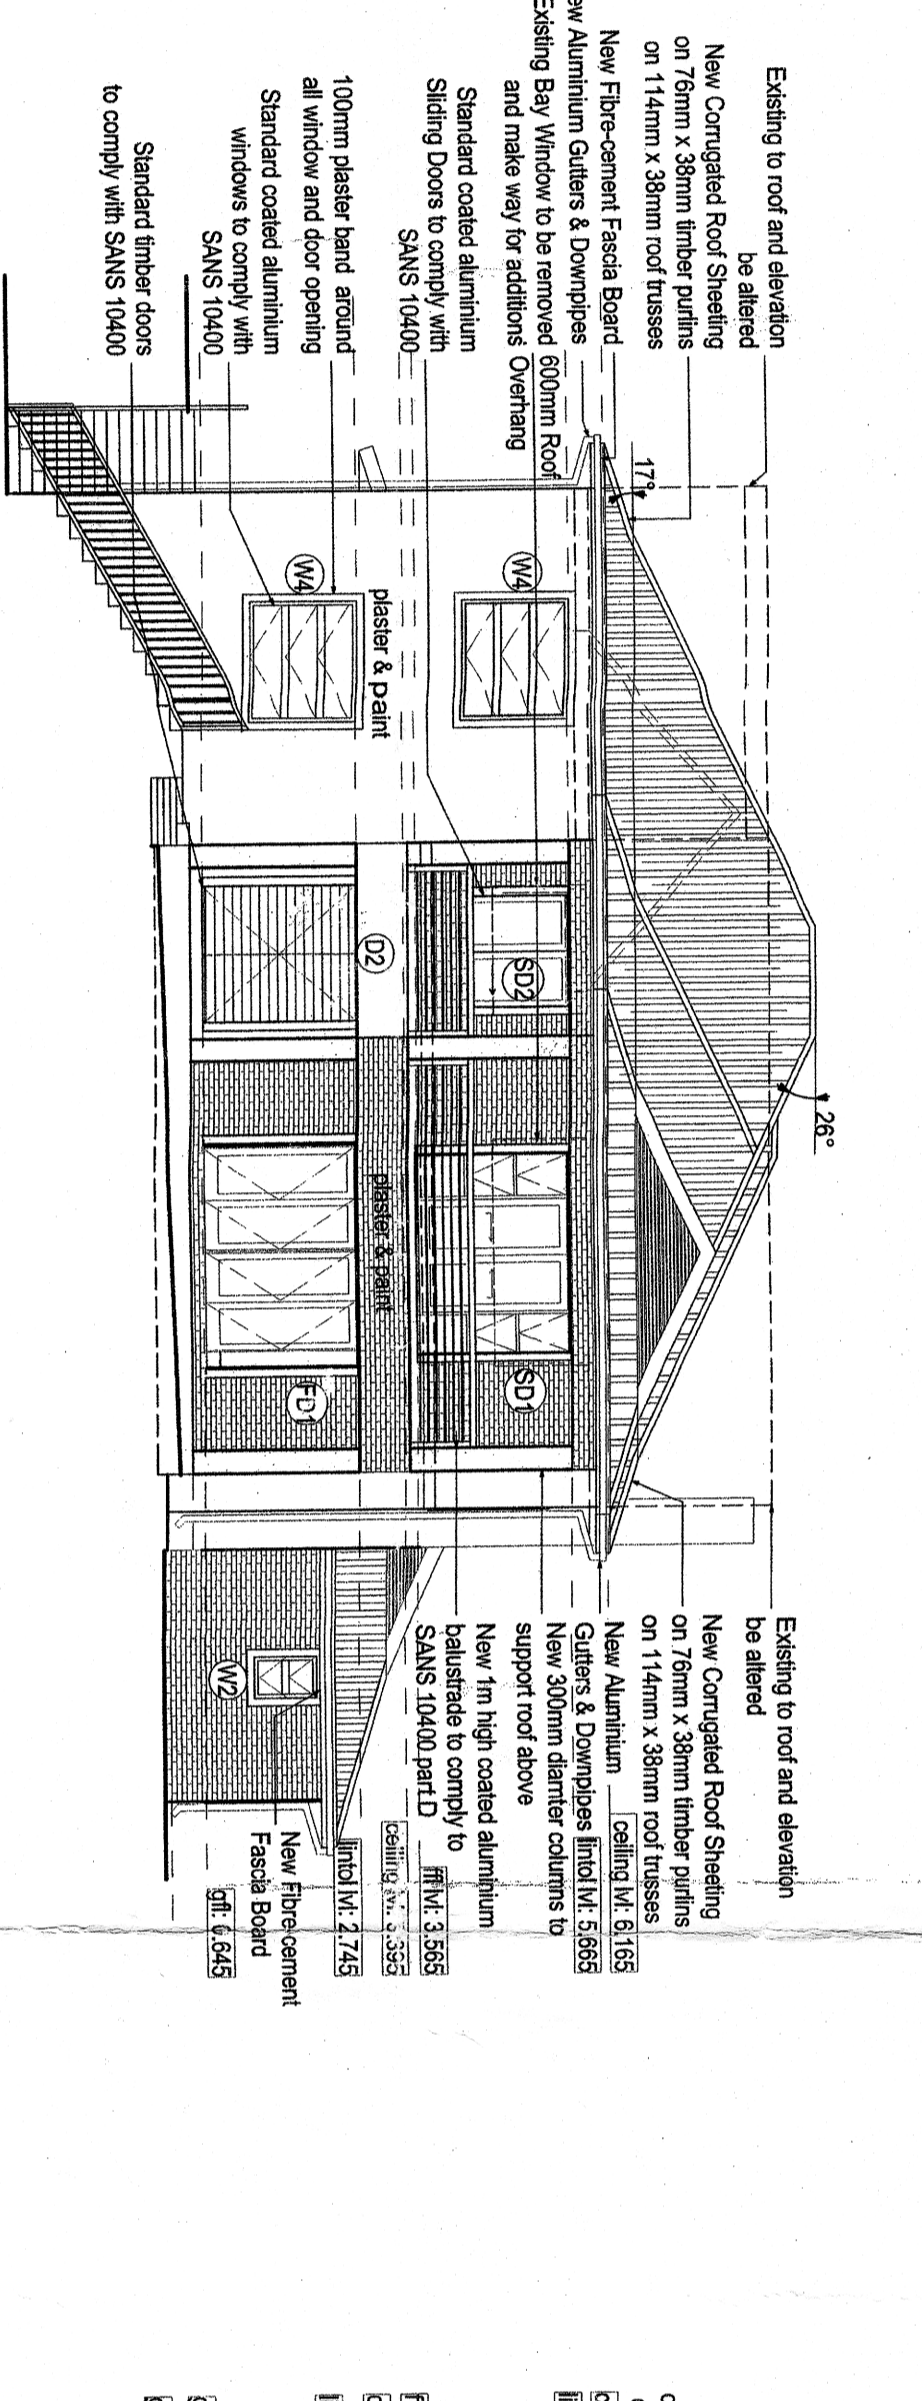 Existing to roof and elevation
be altered
New Corrugated Roof Sheeting
on 76mm x 38mm timber purlins
on 114mm x 38mm roof trusses
New Fibre-cement Fascia Board
ew Aluminium Gutters & Downpipes
Existing Bay Window to be removed
and make way for additions
600mm Roof
Overhang
Standard coated aluminium
Sliding Doors to comply with
SANS 10400
100mm plaster band around
all window and door opening
Standard coated aluminium
windows to comply with
SANS 10400
Standard timber doors
to comply with SANS 10400
17°
26°
W4
W4
plaster & paint
SD2
D2
SD1
plaster & paint
FD1
W2
Existing to roof and elevation
be altered
New Corrugated Roof Sheeting
on 76mm x 38mm timber purlins
on 114mm x 38mm roof trusses
New Aluminium
Gutters & Downpipes
ceiling lvl: 6.165
lintol lvl: 5.665
New 300mm diamter columns to
support roof above
New 1m high coated aluminium
balustrade to comply to
SANS 10400 part D
ffl lvl: 3.565
ceiling lvl: 3.395
lintol lvl: 2.745
New Fibre-cement
Fascia Board
gfl: 0.645